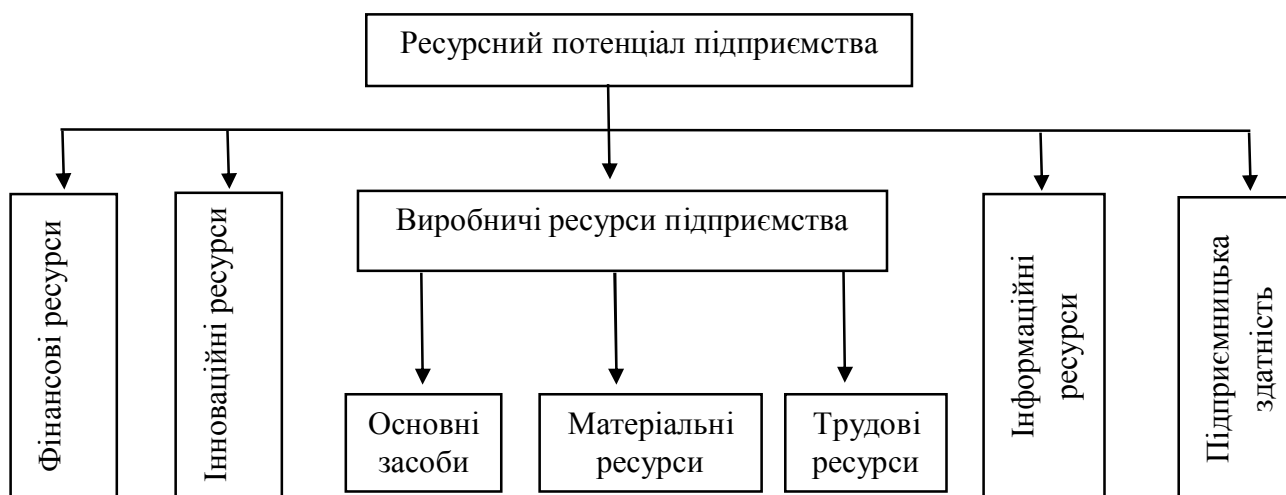 Ресурсний потенціал підприємства
Фінансові ресурси
Інноваційні ресурси
Виробничі ресурси підприємства
Основні
засоби
Матеріальні
ресурси
Трудові
ресурси
Інформаційні
ресурси
Підприємницька
здатність